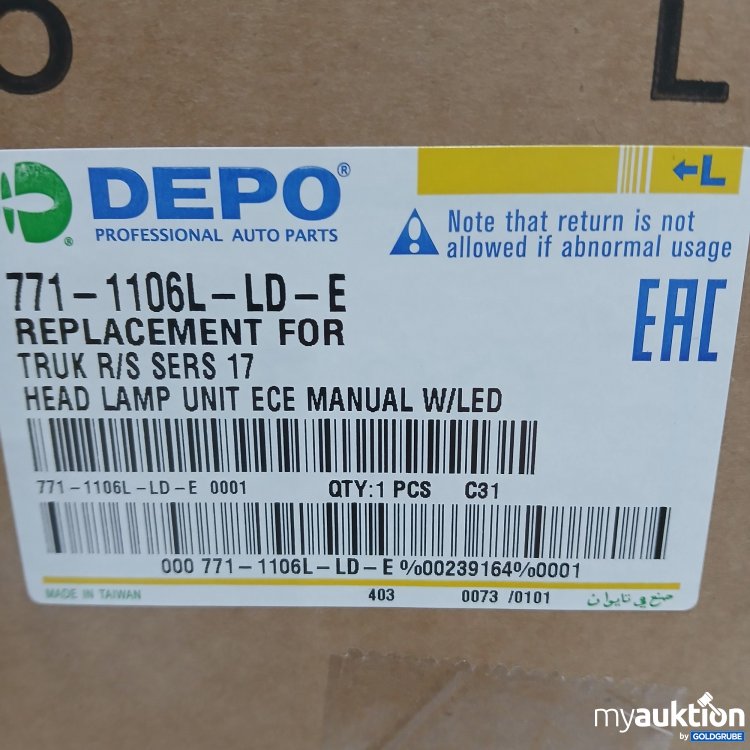 O L
DEPO®
PROFESSIONAL AUTO PARTS
®
←L
Note that return is not
allowed if abnormal usage
771-1106L-LD-E
REPLACEMENT FOR
TRUK R/S SERS 17
HEAD LAMP UNIT ECE MANUAL W/LED
EAC
771-1106L-LD-E 0001 QTY:1 PCS C31
000 771-1106L-LD-E %00239164%0001
MADE IN TAIWAN 403 0073 /0101 صنع في تايوان
myauktion
by GOLDGRUBE